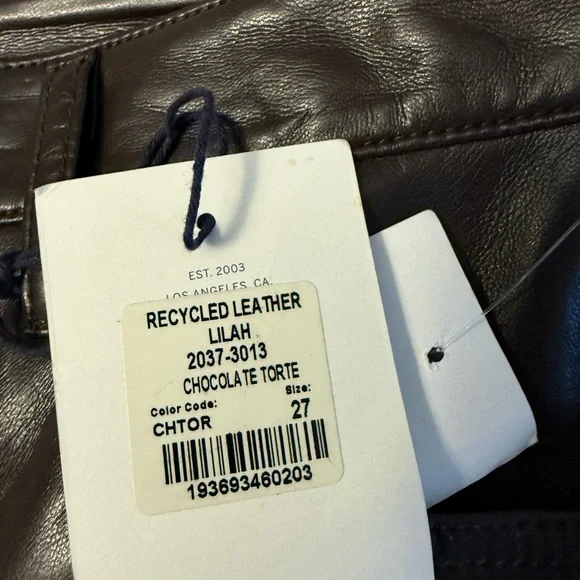 EST. 2003
LOS ANGELES, CA.
RECYCLED LEATHER
LILAH
2037-3013
CHOCOLATE TORTE
Color Code: Size:
CHTOR 27
193693460203